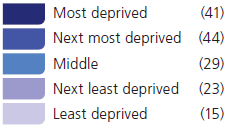 Most deprived (41)
Next most deprived (44)
Middle (29)
Next least deprived (23)
Least deprived (15)